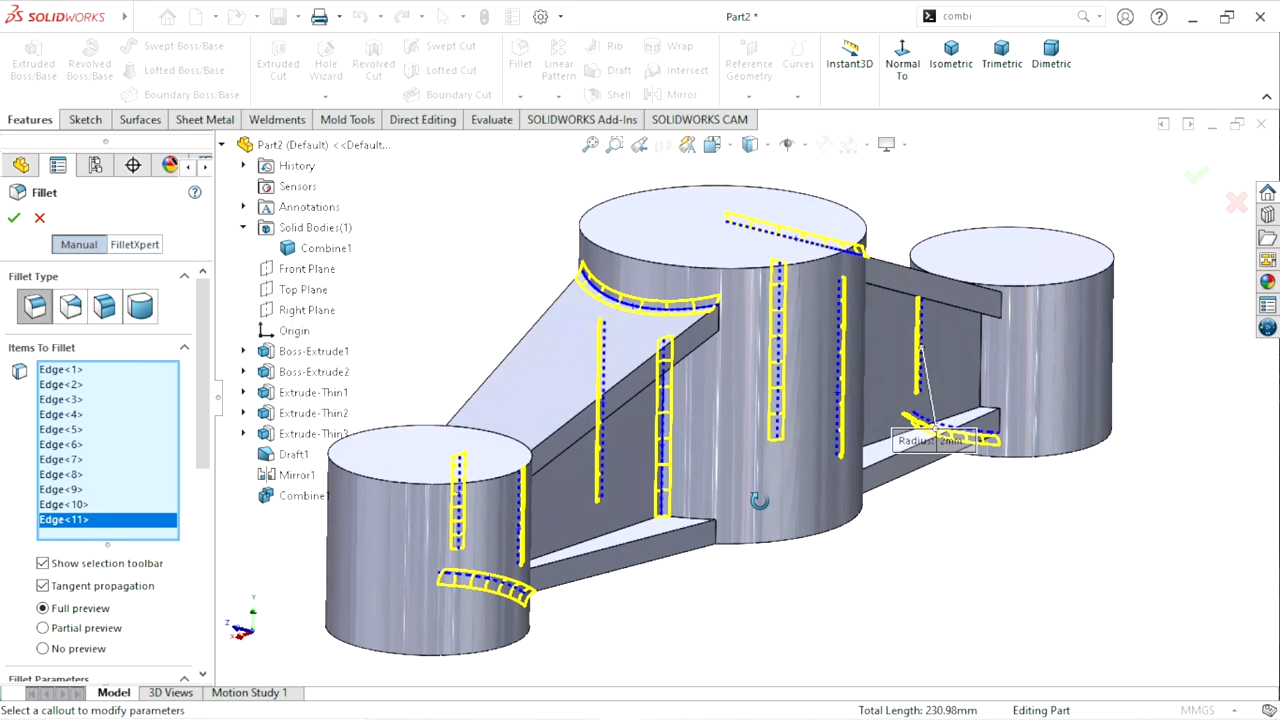 SOLIDWORKS
Part2 *
combi
Extruded Boss/Base
Revolved Boss/Base
Swept Boss/Base
Lofted Boss/Base
Boundary Boss/Base
Extruded Cut
Hole Wizard
Revolved Cut
Swept Cut
Lofted Cut
Boundary Cut
Fillet
Linear Pattern
Rib
Draft
Shell
Wrap
Intersect
Mirror
Reference Geometry
Curves
Instant3D
Normal To
Isometric
Trimetric
Dimetric
Features
Sketch
Surfaces
Sheet Metal
Weldments
Mold Tools
Direct Editing
Evaluate
SOLIDWORKS Add-Ins
SOLIDWORKS CAM
Fillet
Manual
FilletXpert
Fillet Type
Items To Fillet
Edge<1>
Edge<2>
Edge<3>
Edge<4>
Edge<5>
Edge<6>
Edge<7>
Edge<8>
Edge<9>
Edge<10>
Edge<11>
Show selection toolbar
Tangent propagation
Full preview
Partial preview
No preview
Fillet Parameters
Part2 (Default) <<Default...
History
Sensors
Annotations
Solid Bodies(1)
Combine1
Front Plane
Top Plane
Right Plane
Origin
Boss-Extrude1
Boss-Extrude2
Extrude-Thin1
Extrude-Thin2
Extrude-Thin3
Draft1
Mirror1
Combine1
Radius: 2mm
Y
Z
X
Model
3D Views
Motion Study 1
Select a callout to modify parameters
Total Length: 230.98mm
Editing Part
MMGS